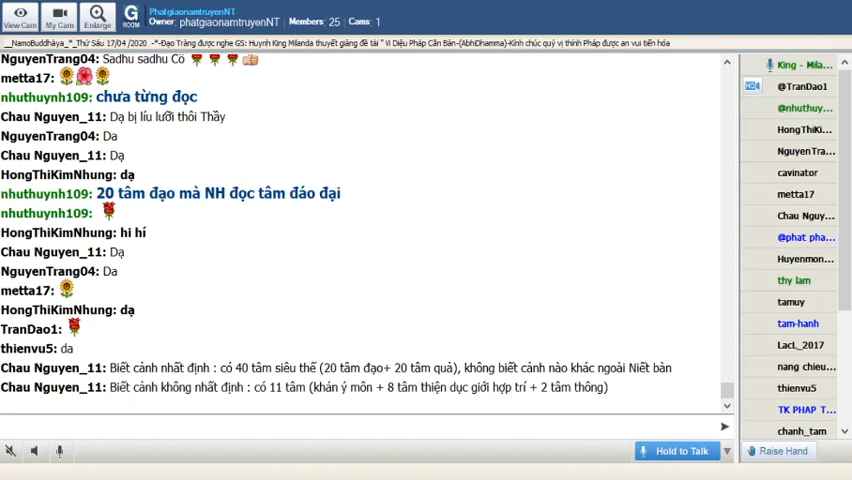 View Cam
My Cam
Enlarge
G ROOM
PhatgiaonamtruyenNT
Owner: phatgiaonamtruyenNT Members: 25 Cams: 1
__NamoBuddhàya_*_Thứ Sáu 17/04 /2020 -*-Đạo Tràng được nghe GS: Huynh King Milanda thuyết giảng đề tài " Vi Diệu Pháp Căn Bản-(AbhiDhamma)-Kính chúc quý vị thính Pháp được an vui tiến hóa
NguyenTrang04: Sadhu sadhu Cô
metta17:
nhuthuynh109: chưa từng đọc
Chau Nguyen_11: Dạ bị líu lưỡi thôi Thầy
NguyenTrang04: Da
Chau Nguyen_11: Dạ
HongThiKimNhung: dạ
nhuthuynh109: 20 tâm đạo mà NH đọc tâm đáo đại
nhuthuynh109:
HongThiKimNhung: hi hí
Chau Nguyen_11: Dạ
NguyenTrang04: Da
metta17:
HongThiKimNhung: dạ
TranDao1:
thienvu5: da
Chau Nguyen_11: Biết cảnh nhất định : có 40 tâm siêu thế (20 tâm đạo+ 20 tâm quả), không biết cảnh nào khác ngoài Niết bàn
Chau Nguyen_11: Biết cảnh không nhất định : có 11 tâm (khán ý môn + 8 tâm thiện dục giới hợp trí + 2 tâm thông)
King - Mila...
@TranDao1
@nhuthuy...
HongThiKi...
NguyenTra...
cavinator
metta17
Chau Nguy...
@phat pha...
Huyenmon...
thy lam
tamuy
tam-hanh
LacL_2017
nang chieu...
thienvu5
TK PHAP T...
chanh_tam
Hold to Talk
Raise Hand